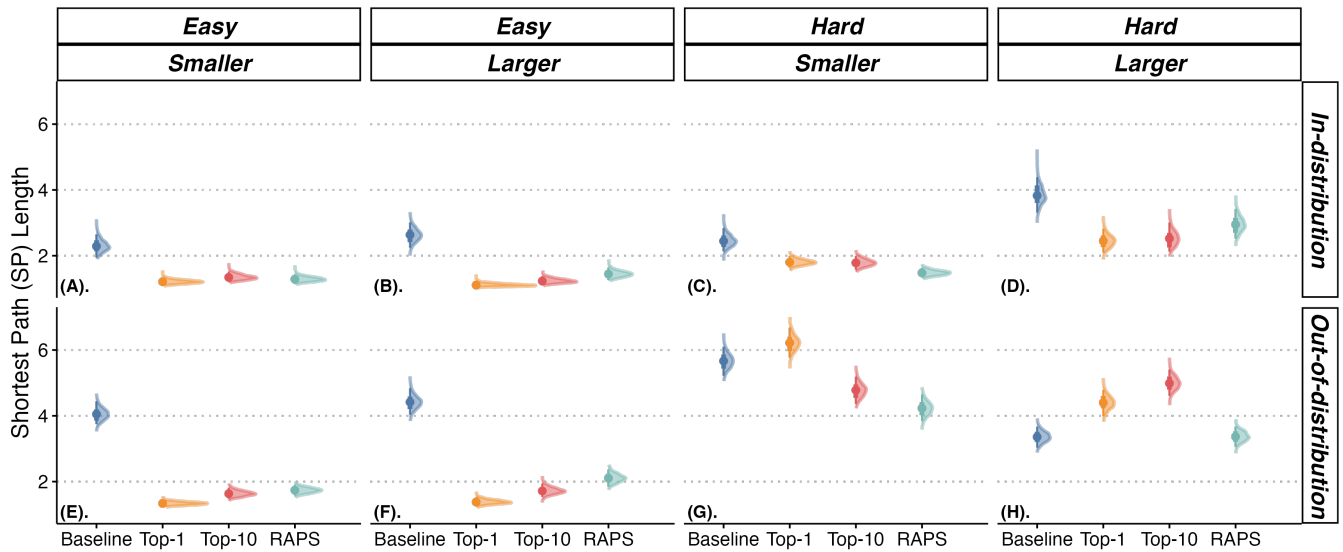 Easy Easy Hard Hard
Smaller Larger Smaller Larger
Shortest Path (SP) Length
6
4
2
(A). (B). (C). (D).
In-distribution
6
4
2
(E). (F). (G). (H).
Out-of-distribution
Baseline Top-1 Top-10 RAPS Baseline Top-1 Top-10 RAPS Baseline Top-1 Top-10 RAPS Baseline Top-1 Top-10 RAPS